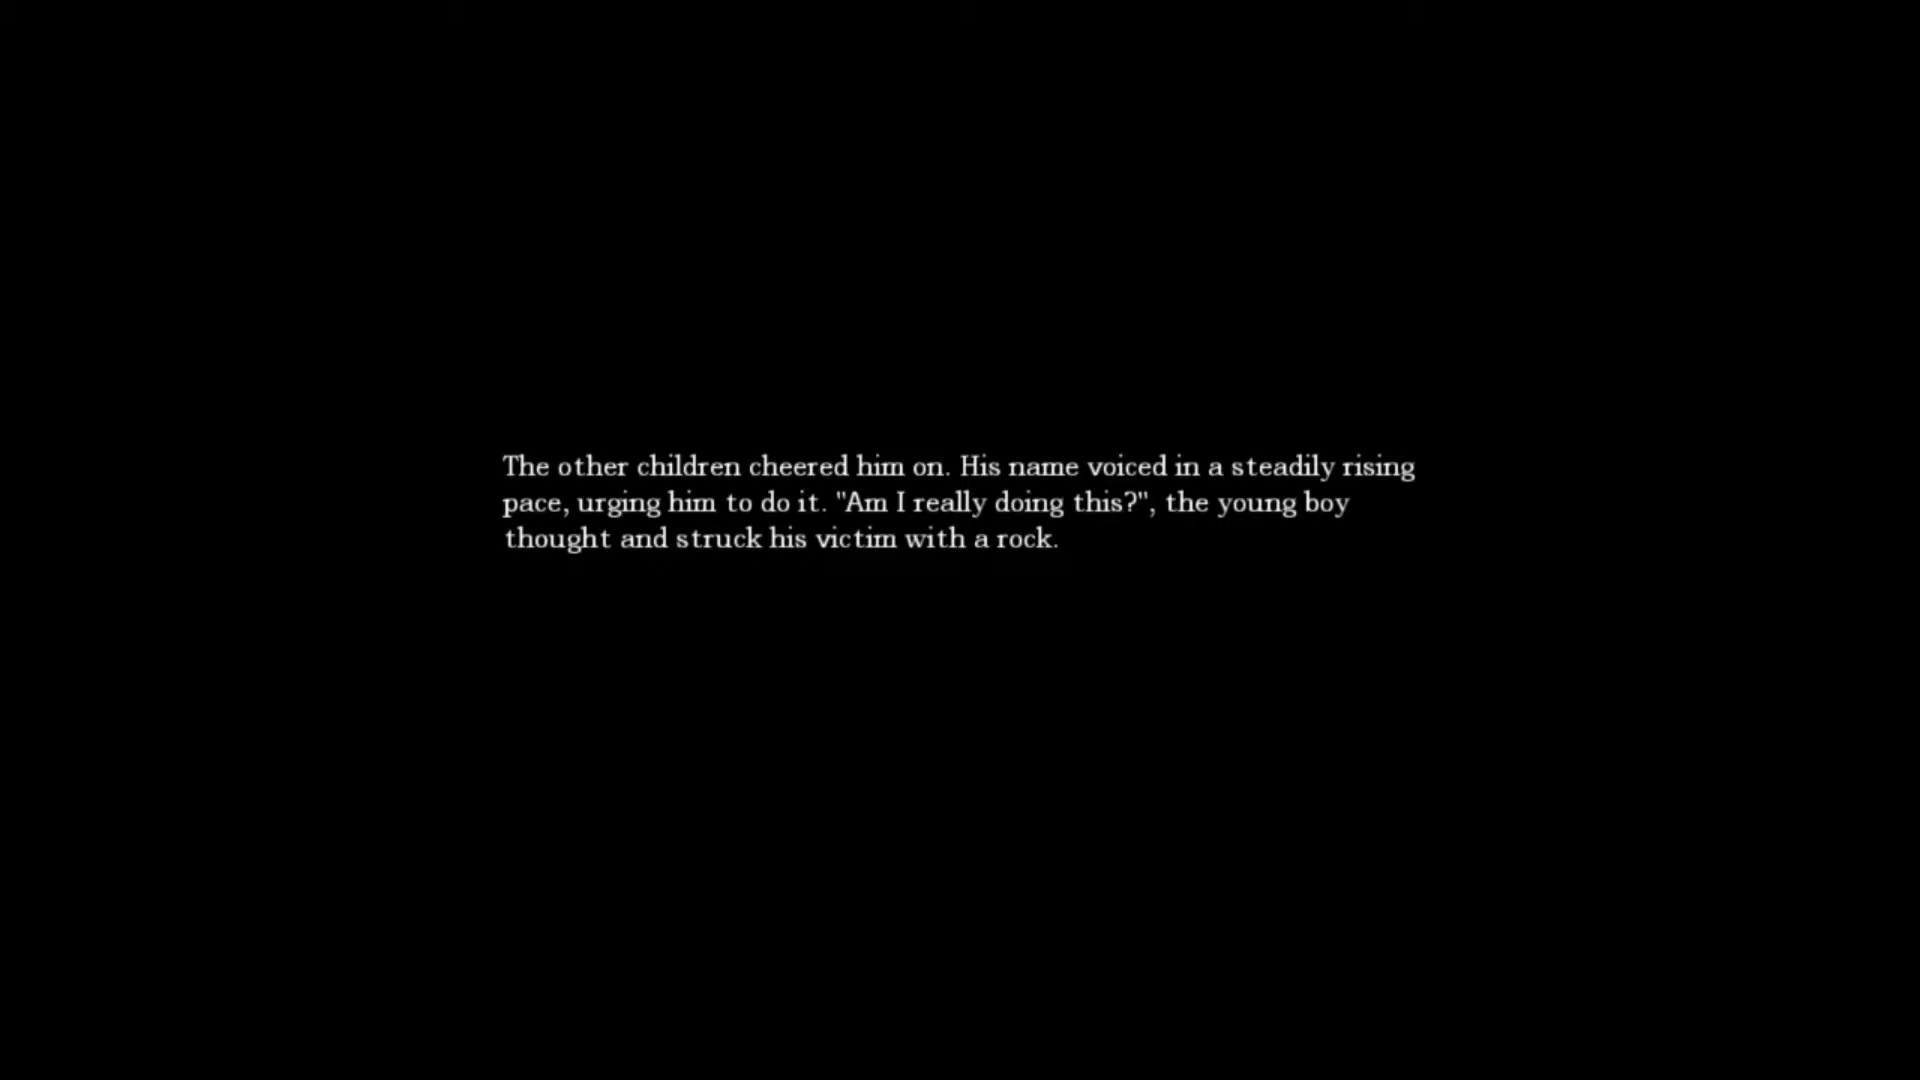 The other children cheered him on. His name voiced in a steadily rising
pace, urging him to do it. "Am I really doing this?", the young boy
thought and struck his victim with a rock.